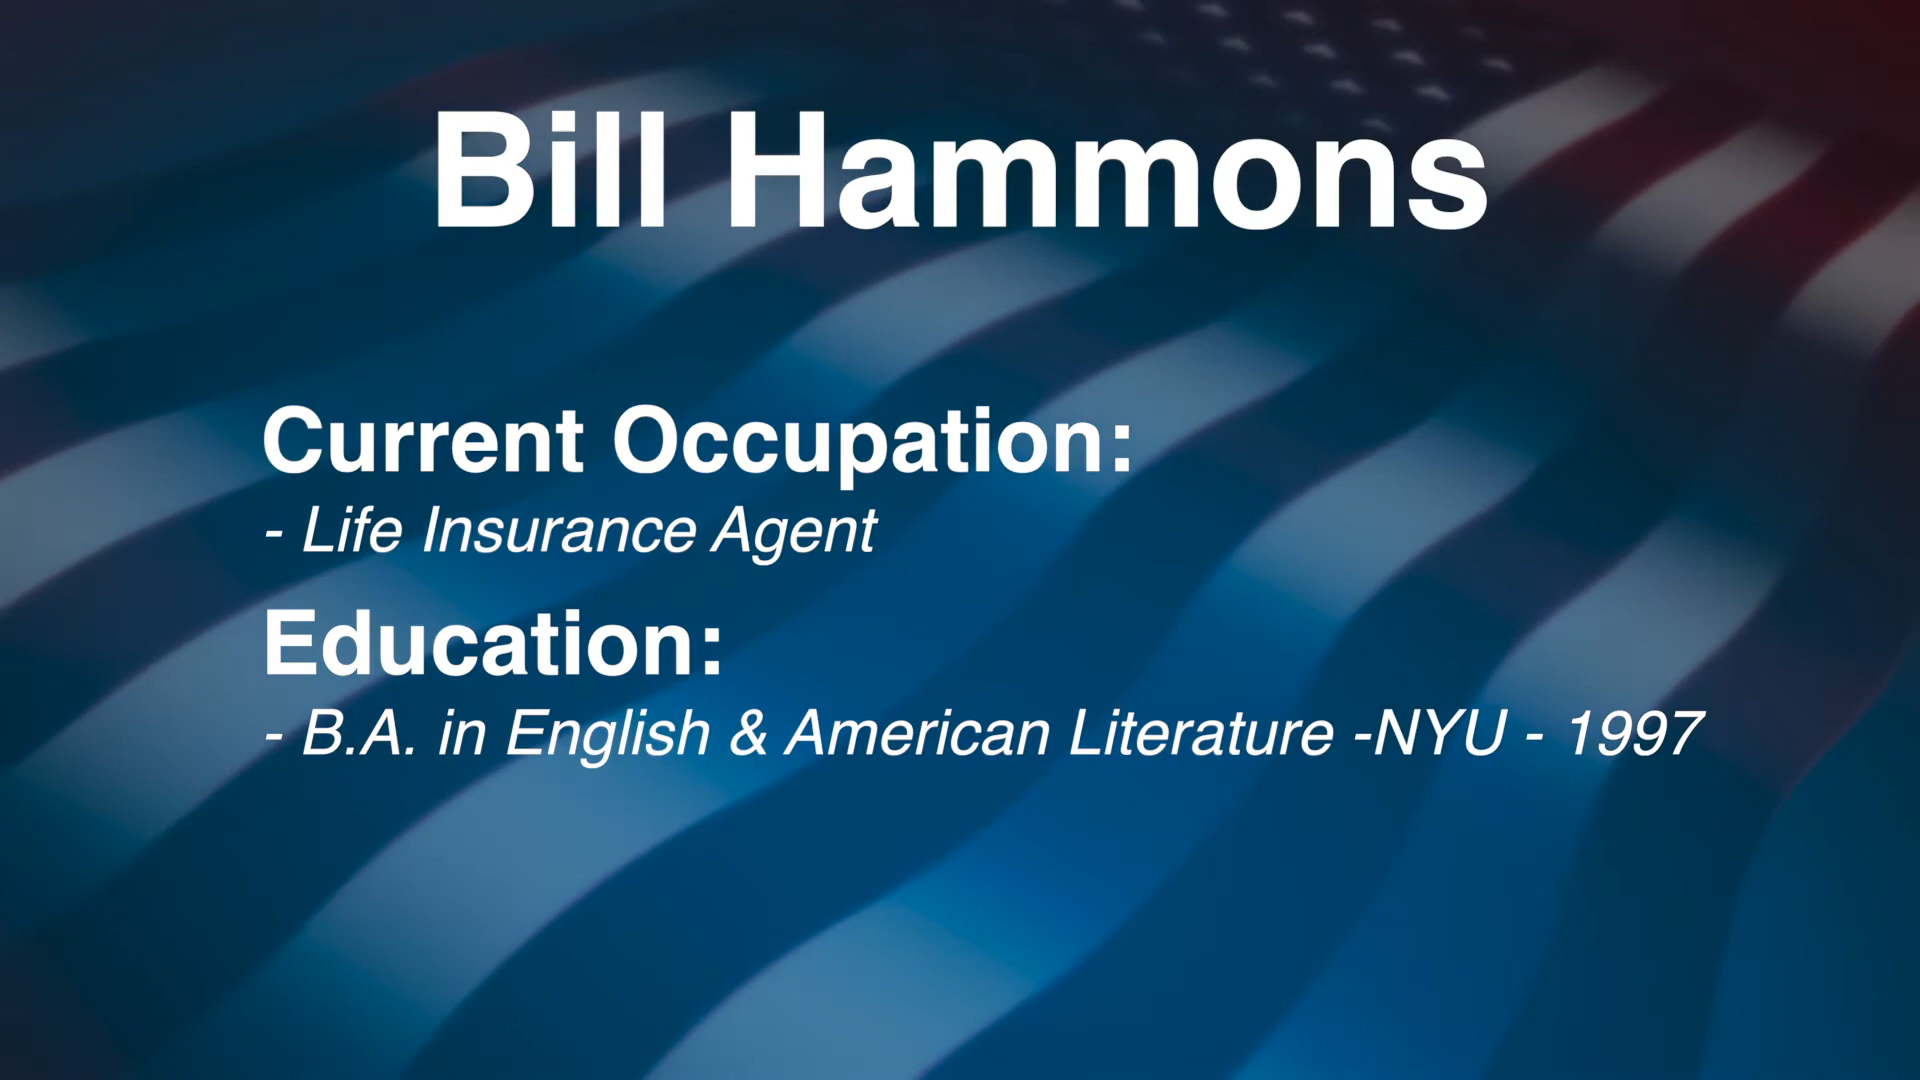 Bill Hammons
Current Occupation:
- Life Insurance Agent
Education:
- B.A. in English & American Literature -NYU - 1997